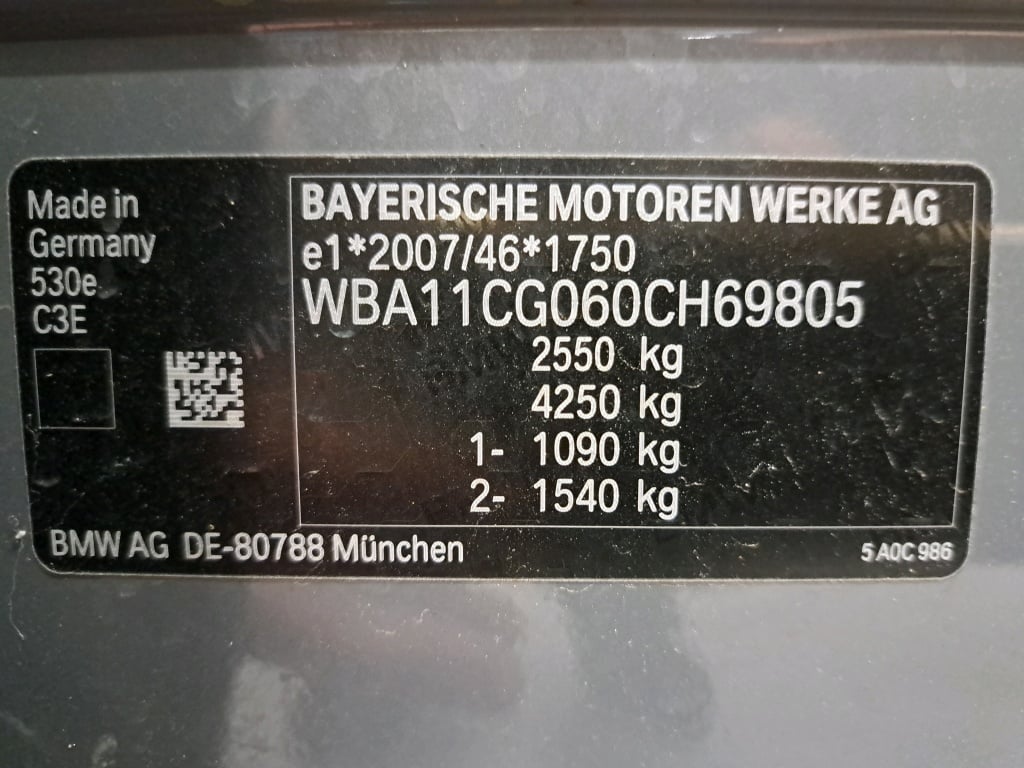 Made in
Germany
530e
C3E
BAYERISCHE MOTOREN WERKE AG
e1*2007/46*1750
WBA11CG060CH69805
2550 kg
4250 kg
1- 1090 kg
2- 1540 kg
BMW AG DE-80788 München
5 A0C 986